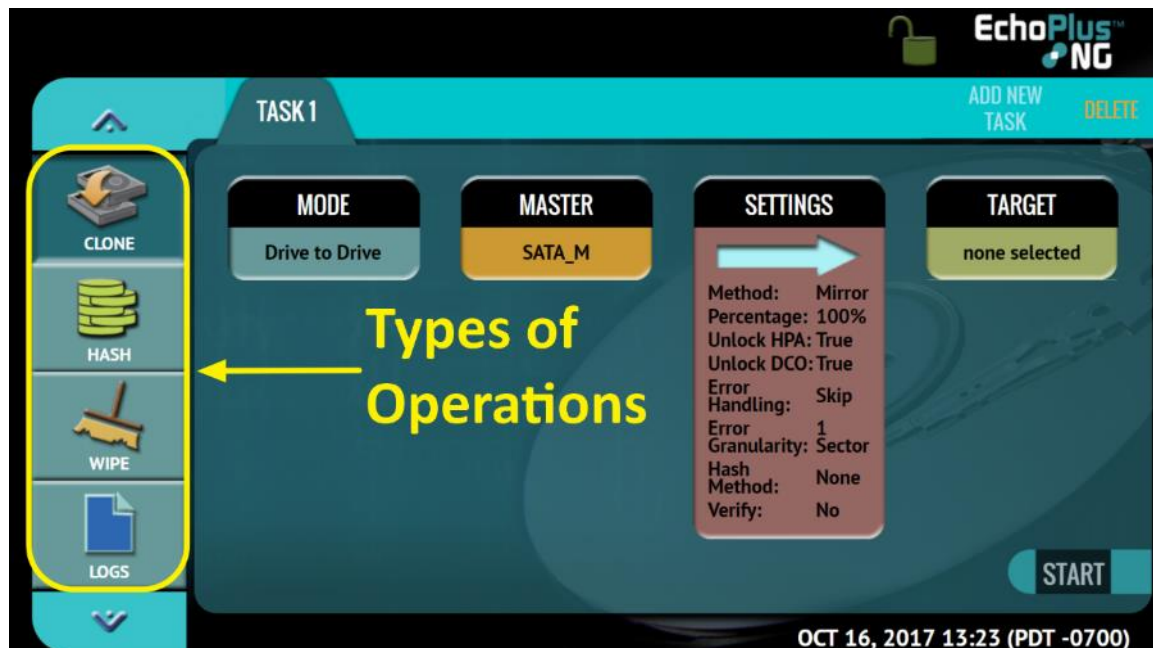 EchoPlus™
NG
TASK 1
ADD NEW
TASK
DELETE
CLONE
HASH
WIPE
LOGS
MODE
Drive to Drive
MASTER
SATA_M
SETTINGS
Method: Mirror
Percentage: 100%
Unlock HPA: True
Unlock DCO: True
Error
Handling: Skip
Error 1
Granularity: Sector
Hash
Method: None
Verify: No
TARGET
none selected
Types of
Operations
START
OCT 16, 2017 13:23 (PDT -0700)